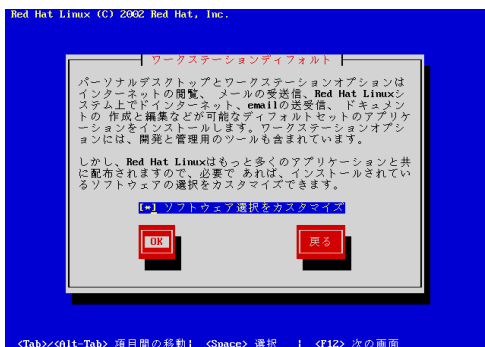 Red Hat Linux (C) 2002 Red Hat, Inc.
ワークステーションディフォルト
パーソナルデスクトップとワークステーションオプションは
インターネットの閲覧、 メールの受送信、Red Hat Linuxシ
ステム上でドインターネット、emailの送受信、 ドキュメン
トの 作成と編集などが可能なディフォルトセットのアプリケ
ーションをインストールします。ワークステーションオプシ
ョンには、開発と管理用のツールも含まれています。
しかし、Red Hat Linuxはもっと多くのアプリケーションと共
に配布されますので、必要で あれば、インストールされてい
るソフトウェアの選択をカスタマイズできます。
[*] ソフトウェア選択をカスタマイズ
OK 戻る
<Tab>/<Alt-Tab> 項目間の移動| <Space> 選択 | <F12> 次の画面